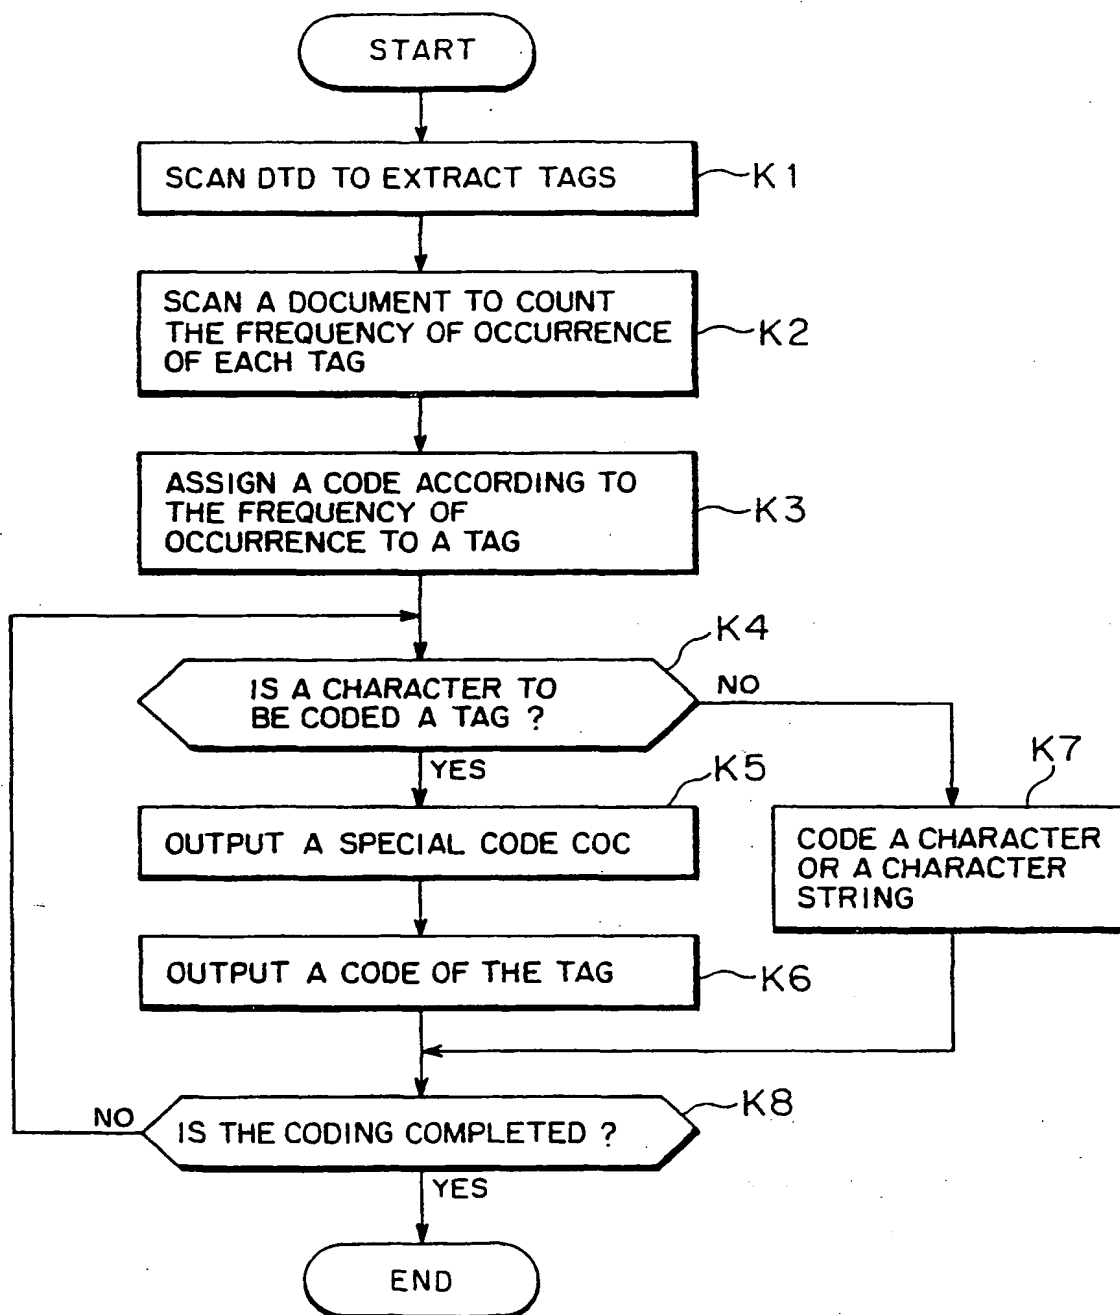 START
SCAN DTD TO EXTRACT TAGS
K1
SCAN A DOCUMENT TO COUNT
THE FREQUENCY OF OCCURRENCE
OF EACH TAG
K2
ASSIGN A CODE ACCORDING TO
THE FREQUENCY OF
OCCURRENCE TO A TAG
K3
K4
IS A CHARACTER TO
BE CODED A TAG ?
NO
YES
K5
K7
OUTPUT A SPECIAL CODE COC
CODE A CHARACTER
OR A CHARACTER
STRING
OUTPUT A CODE OF THE TAG
K6
K8
NO
IS THE CODING COMPLETED ?
YES
END